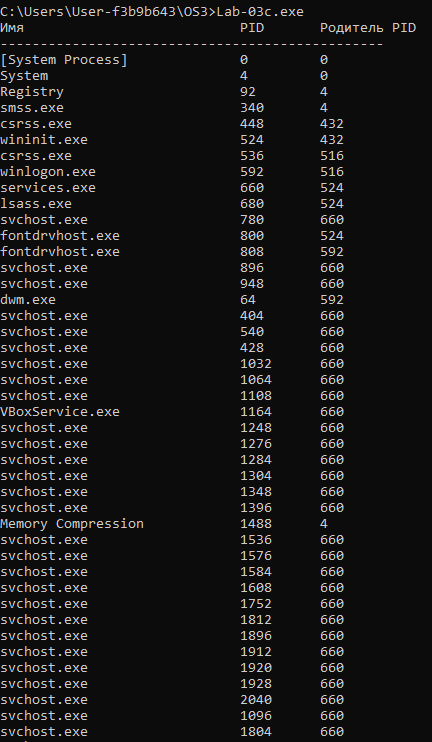 C:\Users\User-f3b9b643\OS3>Lab-03c.exe
Имя PID Родитель PID
------------------------------------------------
[System Process] 0 0
System 4 0
Registry 92 4
smss.exe 340 4
csrss.exe 448 432
wininit.exe 524 432
csrss.exe 536 516
winlogon.exe 592 516
services.exe 660 524
lsass.exe 680 524
svchost.exe 780 660
fontdrvhost.exe 800 524
fontdrvhost.exe 808 592
svchost.exe 896 660
svchost.exe 948 660
dwm.exe 64 592
svchost.exe 404 660
svchost.exe 540 660
svchost.exe 428 660
svchost.exe 1032 660
svchost.exe 1064 660
svchost.exe 1108 660
VBoxService.exe 1164 660
svchost.exe 1248 660
svchost.exe 1276 660
svchost.exe 1284 660
svchost.exe 1304 660
svchost.exe 1348 660
svchost.exe 1396 660
Memory Compression 1488 4
svchost.exe 1536 660
svchost.exe 1576 660
svchost.exe 1584 660
svchost.exe 1608 660
svchost.exe 1752 660
svchost.exe 1812 660
svchost.exe 1896 660
svchost.exe 1912 660
svchost.exe 1920 660
svchost.exe 1928 660
svchost.exe 2040 660
svchost.exe 1096 660
svchost.exe 1804 660